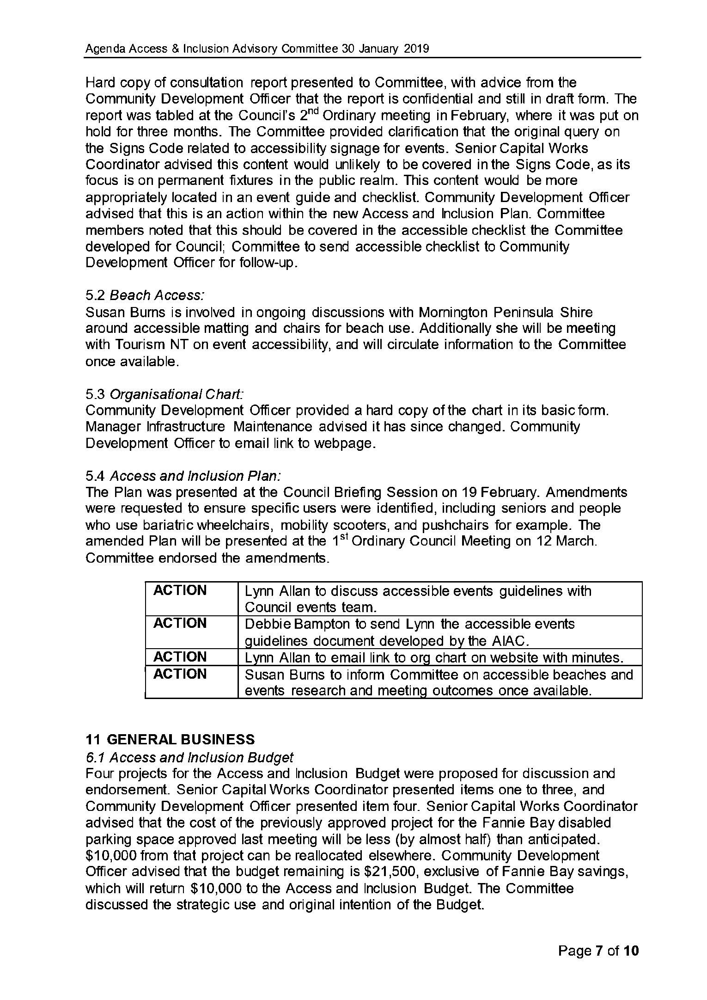 Agenda Access & Inclusion Advisory Committee 30 January 2019
Hard copy of consultation report presented to Committee, with advice from the
Community Development Officer that the report is confidential and still in draft form. The
report was tabled at the Council’s 2nd Ordinary meeting in February, where it was put on
hold for three months. The Committee provided clarification that the original query on
the Signs Code related to accessibility signage for events. Senior Capital Works
Coordinator advised this content would unlikely to be covered in the Signs Code, as its
focus is on permanent fixtures in the public realm. This content would be more
appropriately located in an event guide and checklist. Community Development Officer
advised that this is an action within the new Access and Inclusion Plan. Committee
members noted that this should be covered in the accessible checklist the Committee
developed for Council; Committee to send accessible checklist to Community
Development Officer for follow-up.
5.2 Beach Access:
Susan Burns is involved in ongoing discussions with Mornington Peninsula Shire
around accessible matting and chairs for beach use. Additionally she will be meeting
with Tourism NT on event accessibility, and will circulate information to the Committee
once available.
5.3 Organisational Chart:
Community Development Officer provided a hard copy of the chart in its basic form.
Manager Infrastructure Maintenance advised it has since changed. Community
Development Officer to email link to webpage.
5.4 Access and Inclusion Plan:
The Plan was presented at the Council Briefing Session on 19 February. Amendments
were requested to ensure specific users were identified, including seniors and people
who use bariatric wheelchairs, mobility scooters, and pushchairs for example. The
amended Plan will be presented at the 1st Ordinary Council Meeting on 12 March.
Committee endorsed the amendments.
ACTION Lynn Allan to discuss accessible events guidelines with
Council events team.
ACTION Debbie Bampton to send Lynn the accessible events
guidelines document developed by the AIAC.
ACTION Lynn Allan to email link to org chart on website with minutes.
ACTION Susan Burns to inform Committee on accessible beaches and
events research and meeting outcomes once available.
11 GENERAL BUSINESS
6.1 Access and Inclusion Budget
Four projects for the Access and Inclusion Budget were proposed for discussion and
endorsement. Senior Capital Works Coordinator presented items one to three, and
Community Development Officer presented item four. Senior Capital Works Coordinator
advised that the cost of the previously approved project for the Fannie Bay disabled
parking space approved last meeting will be less (by almost half) than anticipated.
$10,000 from that project can be reallocated elsewhere. Community Development
Officer advised that the budget remaining is $21,500, exclusive of Fannie Bay savings,
which will return $10,000 to the Access and Inclusion Budget. The Committee
discussed the strategic use and original intention of the Budget.
Page 7 of 10